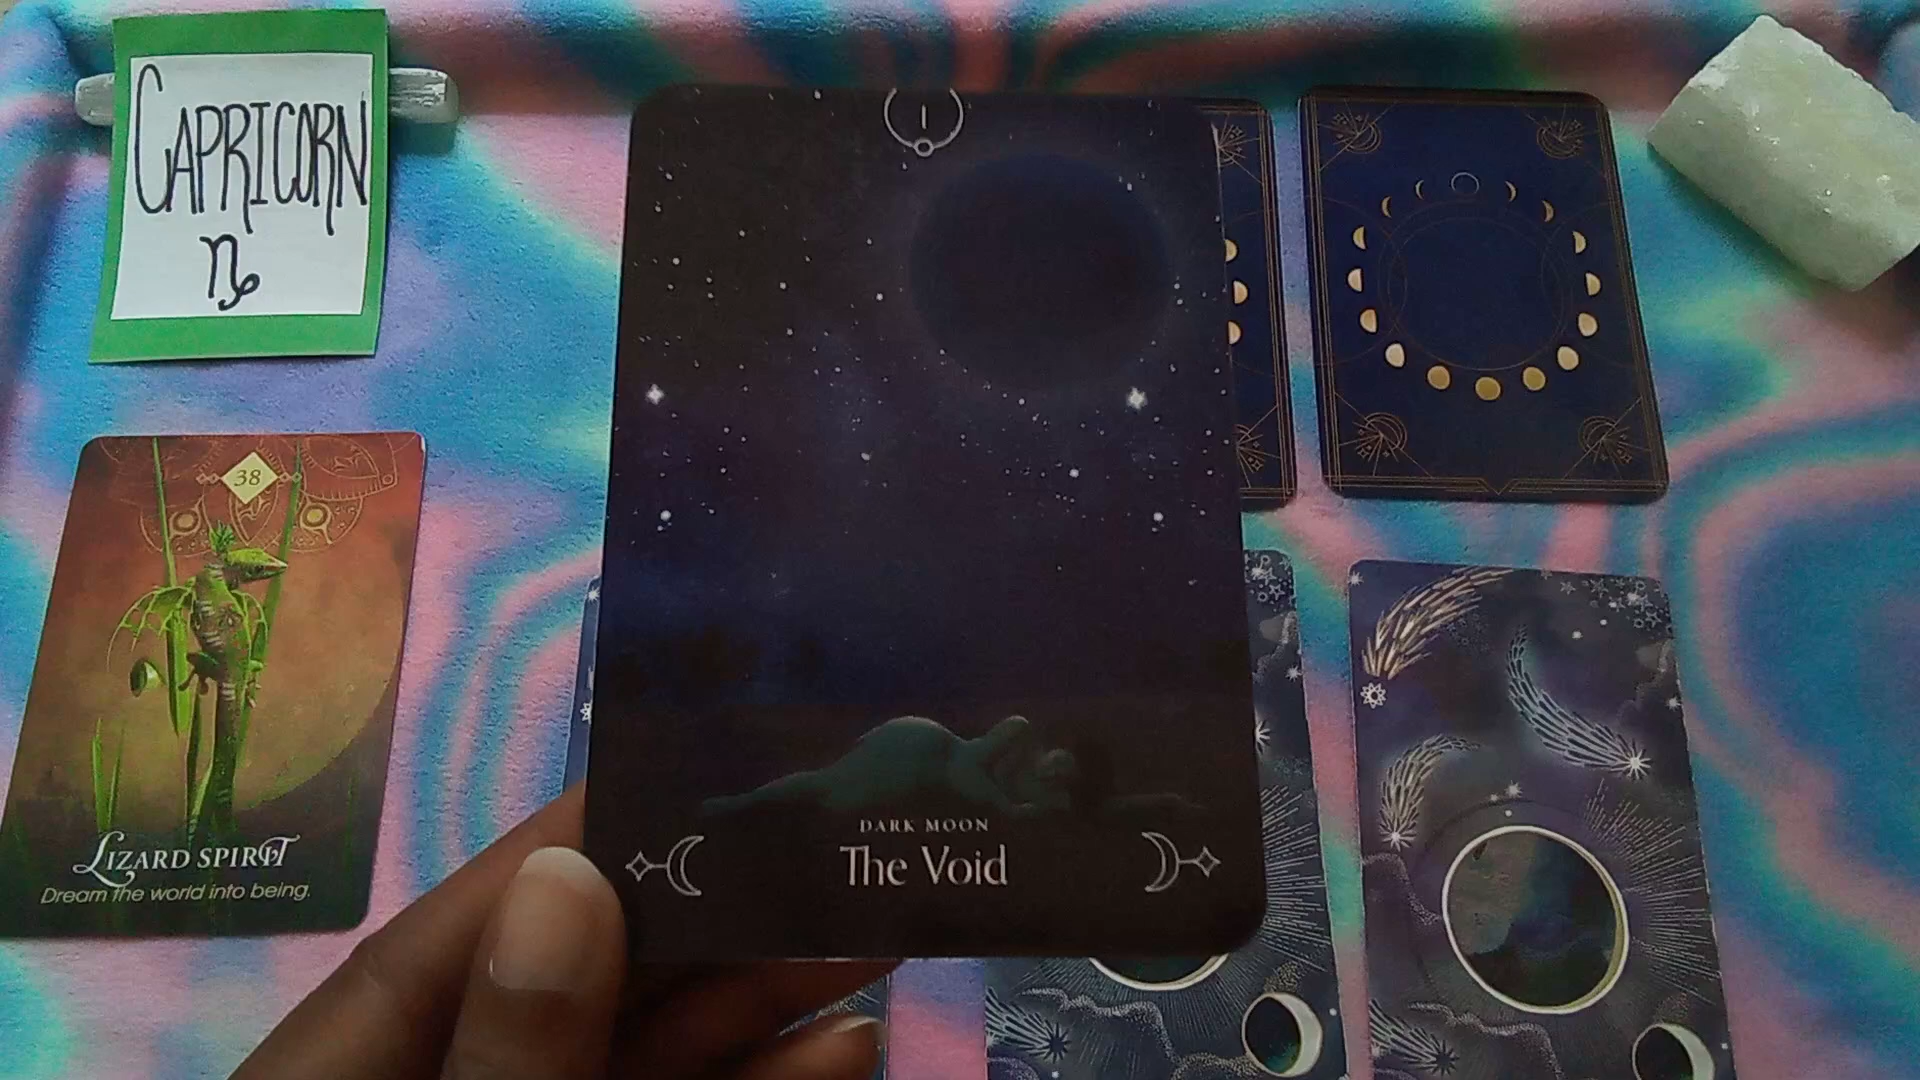 CAPRICORN
♑
I
38
LIZARD SPIRIT
Dream the world into being.
DARK MOON
The Void